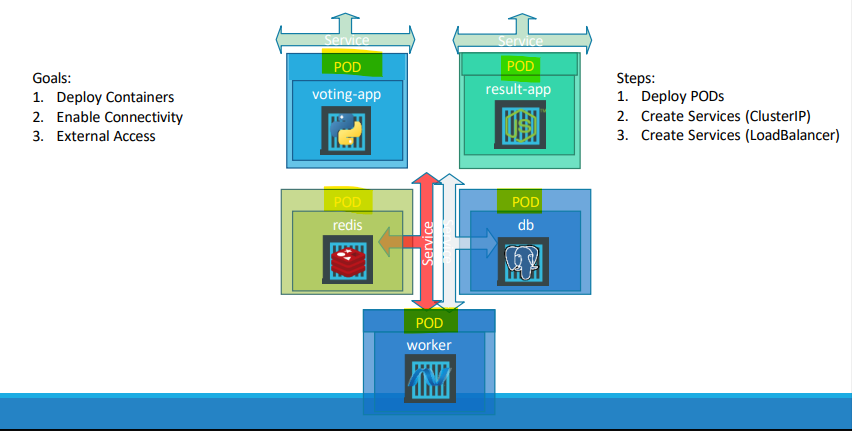 Service
Service
POD
POD
Goals:
1. Deploy Containers
2. Enable Connectivity
3. External Access
voting-app
result-app
JS
Steps:
1. Deploy PODs
2. Create Services (ClusterIP)
3. Create Services (LoadBalancer)
POD
POD
redis
db
Service
POD
worker